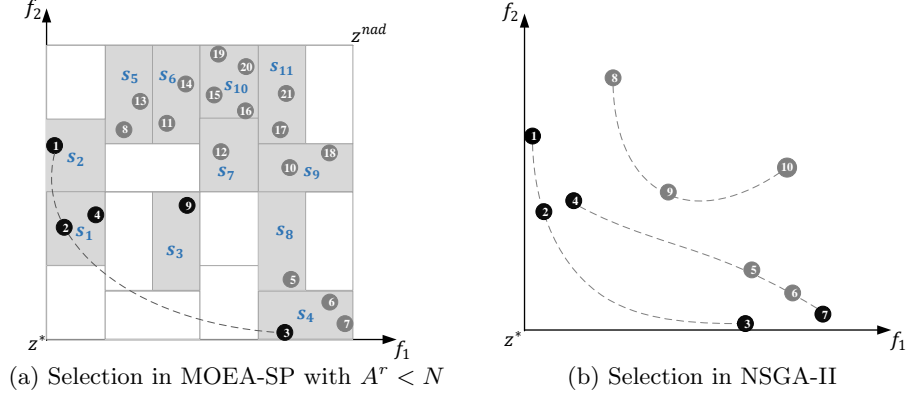 f₂
z^{nad}
19
20
s₅
s₆
14
s₁₀
s₁₁
13
15
21
16
8
11
17
1
12
18
s₂
s₇
10
s₉
9
4
2
s₁
s₃
s₈
5
6
s₄
3
7
z*
f₁
(a) Selection in MOEA-SP with A^r < N
f₂
8
1
10
9
4
2
5
6
7
3
z*
f₁
(b) Selection in NSGA-II